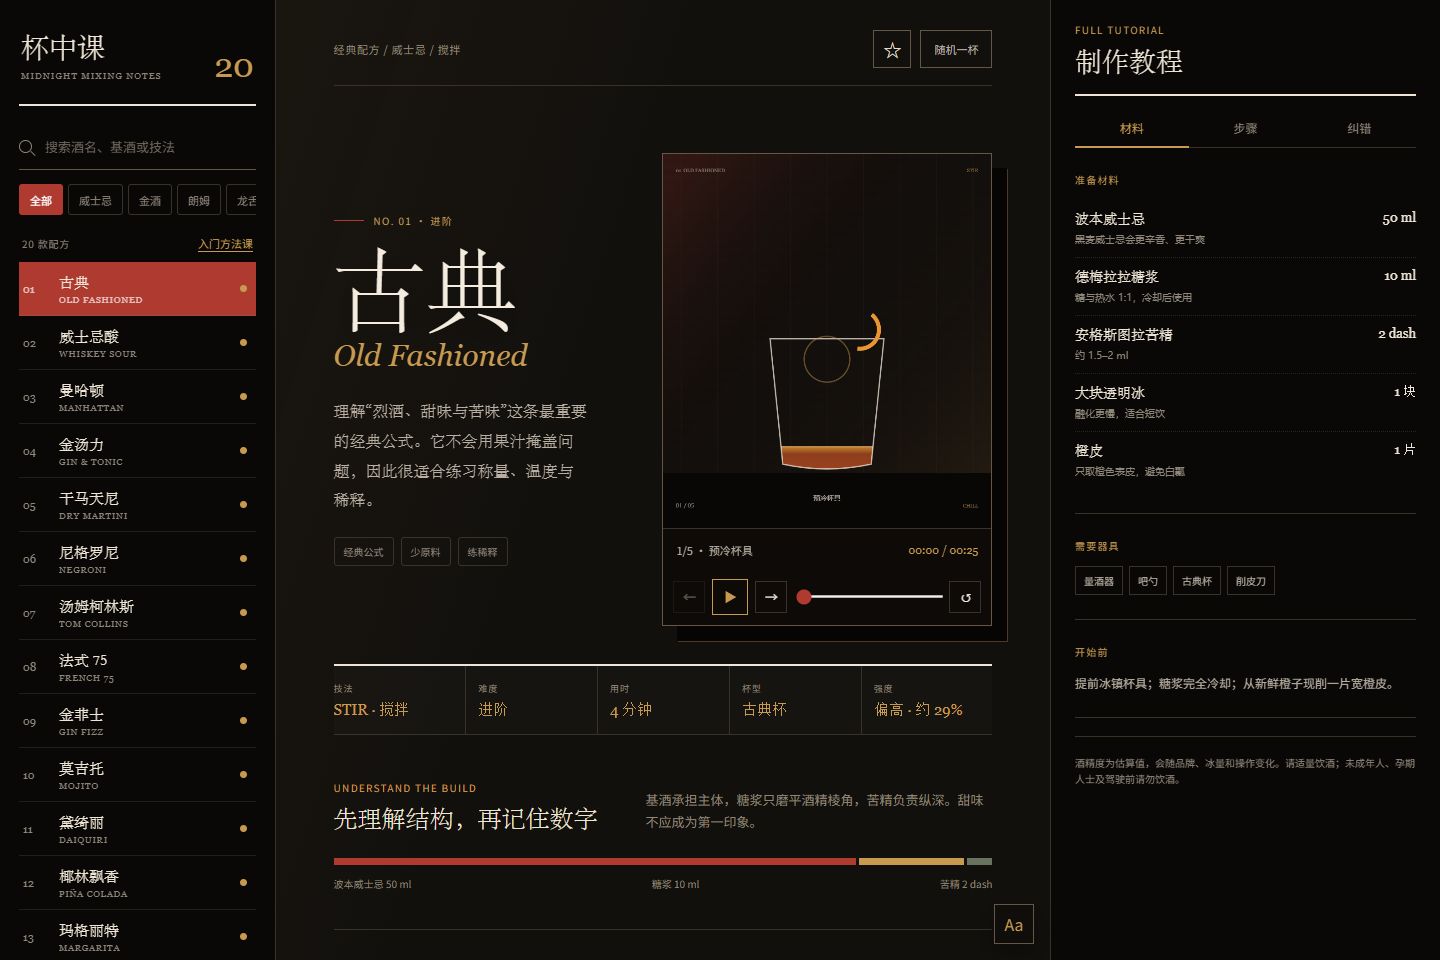 杯中课
MIDNIGHT MIXING NOTES
20
搜索酒名、基酒或技法
全部
威士忌
金酒
朗姆
龙舌
20 款配方
入门方法课
01
古典
OLD FASHIONED
02
威士忌酸
WHISKEY SOUR
03
曼哈顿
MANHATTAN
04
金汤力
GIN & TONIC
05
干马天尼
DRY MARTINI
06
尼格罗尼
NEGRONI
07
汤姆柯林斯
TOM COLLINS
08
法式 75
FRENCH 75
09
金菲士
GIN FIZZ
10
莫吉托
MOJITO
11
黛绮丽
DAIQUIRI
12
椰林飘香
PIÑA COLADA
13
玛格丽特
MARGARITA
经典配方 / 威士忌 / 搅拌
随机一杯
NO. 01 · 进阶
古典
Old Fashioned
理解“烈酒、甜味与苦味”这条最重要
的经典公式。它不会用果汁掩盖问
题，因此很适合练习称量、温度与
稀释。
经典公式
少原料
练稀释
01 OLD FASHIONED
STIR
预冷杯具
01 / 05
CHILL
1/5 · 预冷杯具
00:00 / 00:25
技法
STIR · 搅拌
难度
进阶
用时
4 分钟
杯型
古典杯
强度
偏高 · 约 29%
UNDERSTAND THE BUILD
先理解结构，再记住数字
基酒承担主体，糖浆只磨平酒精棱角，苦精负责纵深。甜味
不应成为第一印象。
波本威士忌 50 ml
糖浆 10 ml
苦精 2 dash
Aa
FULL TUTORIAL
制作教程
材料
步骤
纠错
准备材料
波本威士忌
50 ml
黑麦威士忌会更辛香、更干爽
德梅拉拉糖浆
10 ml
糖与热水 1:1，冷却后使用
安格斯图拉苦精
2 dash
约 1.5–2 ml
大块透明冰
1 块
融化更慢，适合短饮
橙皮
1 片
只取橙色表皮，避免白瓤
需要器具
量酒器
吧勺
古典杯
削皮刀
开始前
提前冰镇杯具；糖浆完全冷却；从新鲜橙子现削一片宽橙皮。
酒精度为估算值，会随品牌、冰量和操作变化。请适量饮酒；未成年人、孕期
人士及驾驶前请勿饮酒。